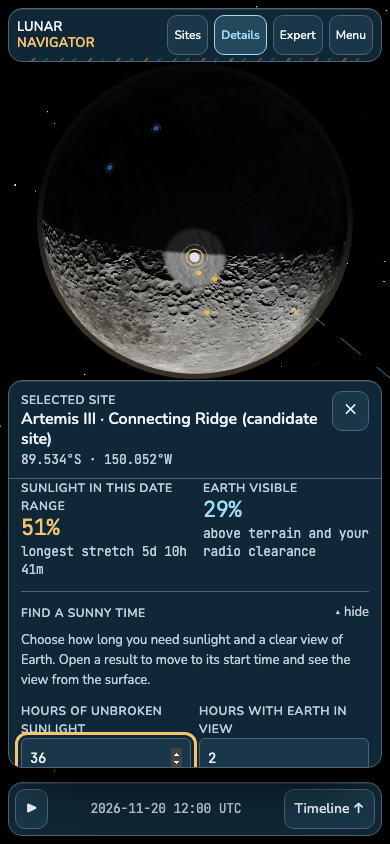 LUNAR
NAVIGATOR
Sites
Details
Expert
Menu
SELECTED SITE
Artemis III · Connecting Ridge (candidate
site)
89.534°S · 150.052°W
✕
SUNLIGHT IN THIS DATE
RANGE
51%
longest stretch 5d 10h
41m
EARTH VISIBLE
29%
above terrain and your
radio clearance
FIND A SUNNY TIME
▴ hide
Choose how long you need sunlight and a clear view of
Earth. Open a result to move to its start time and see the
view from the surface.
HOURS OF UNBROKEN
SUNLIGHT
36
HOURS WITH EARTH IN
VIEW
2
▶
2026-11-20 12:00 UTC
Timeline ↑